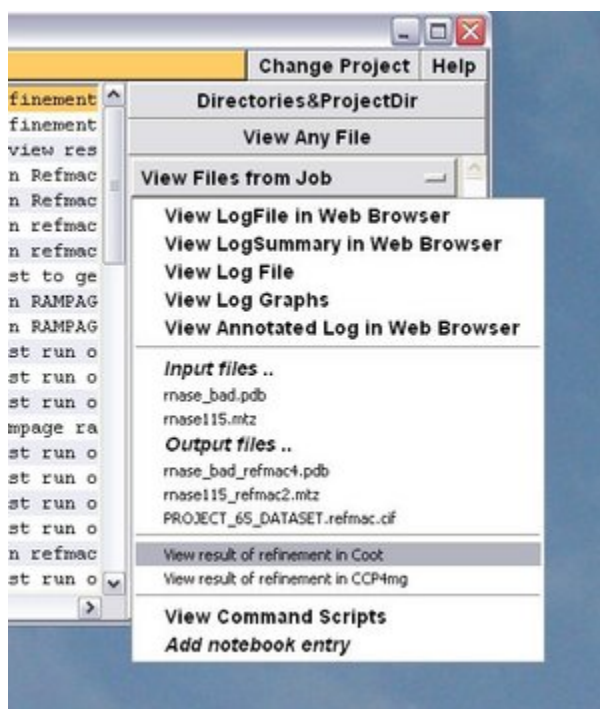 Change Project Help
finement
Directories&ProjectDir
finement
View Any File
view res
n Refmac
View Files from Job
n Refmac
n refmac
n refmac
st to ge
n RAMPAG
n RAMPAG
st run o
st run o
st run o
mpage ra
st run o
st run o
st run o
st run o
n refmac
st run o
View LogFile in Web Browser
View LogSummary in Web Browser
View Log File
View Log Graphs
View Annotated Log in Web Browser
Input files ..
rnase_bad.pdb
rnase115.mtz
Output files ..
rnase_bad_refmac4.pdb
rnase115_refmac2.mtz
PROJECT_65_DATASET.refmac.cif
View result of refinement in Coot
View result of refinement in CCP4mg
View Command Scripts
Add notebook entry